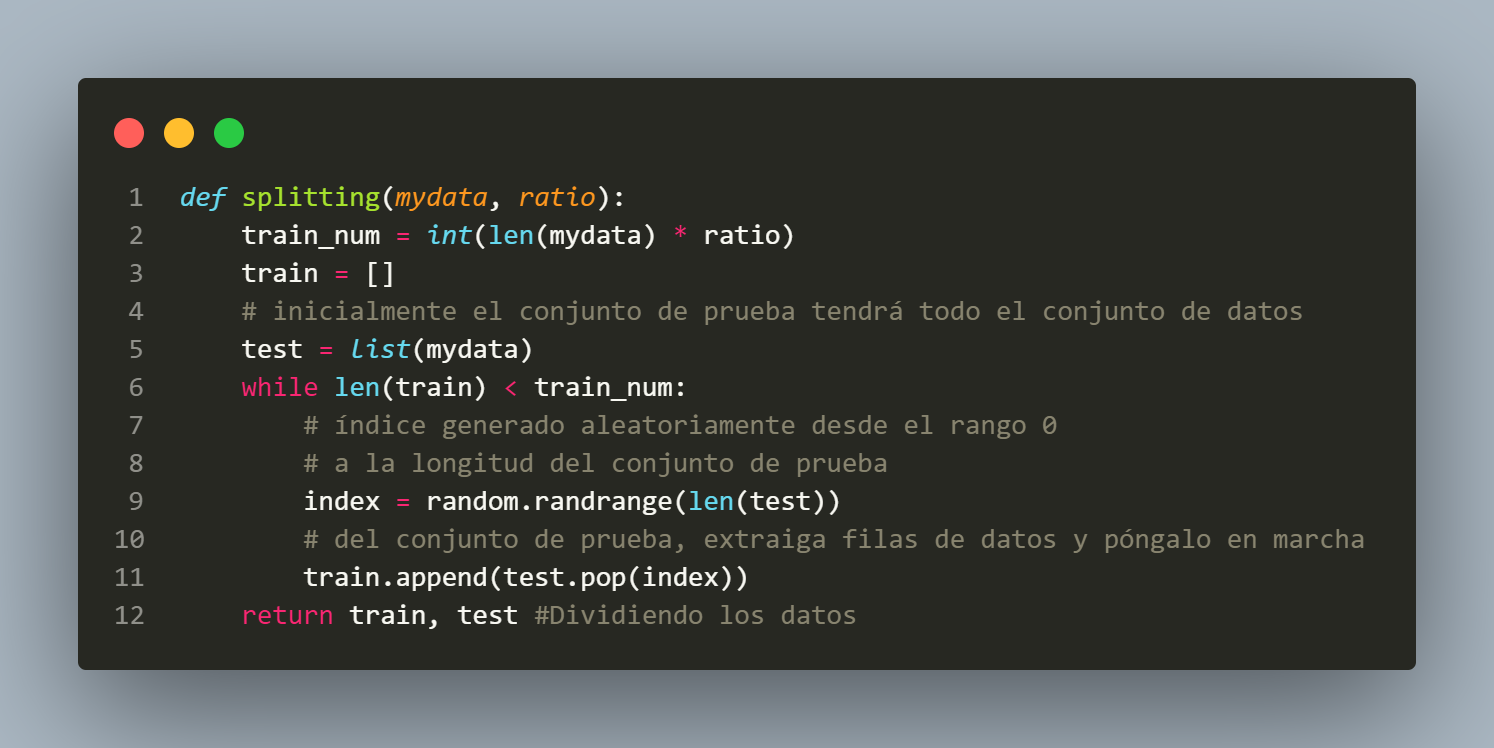 1 def splitting(mydata, ratio):
2     train_num = int(len(mydata) * ratio)
3     train = []
4     # inicialmente el conjunto de prueba tendrá todo el conjunto de datos
5     test = list(mydata)
6     while len(train) < train_num:
7         # índice generado aleatoriamente desde el rango 0
8         # a la longitud del conjunto de prueba
9         index = random.randrange(len(test))
10         # del conjunto de prueba, extraiga filas de datos y póngalo en marcha
11         train.append(test.pop(index))
12     return train, test #Dividiendo los datos